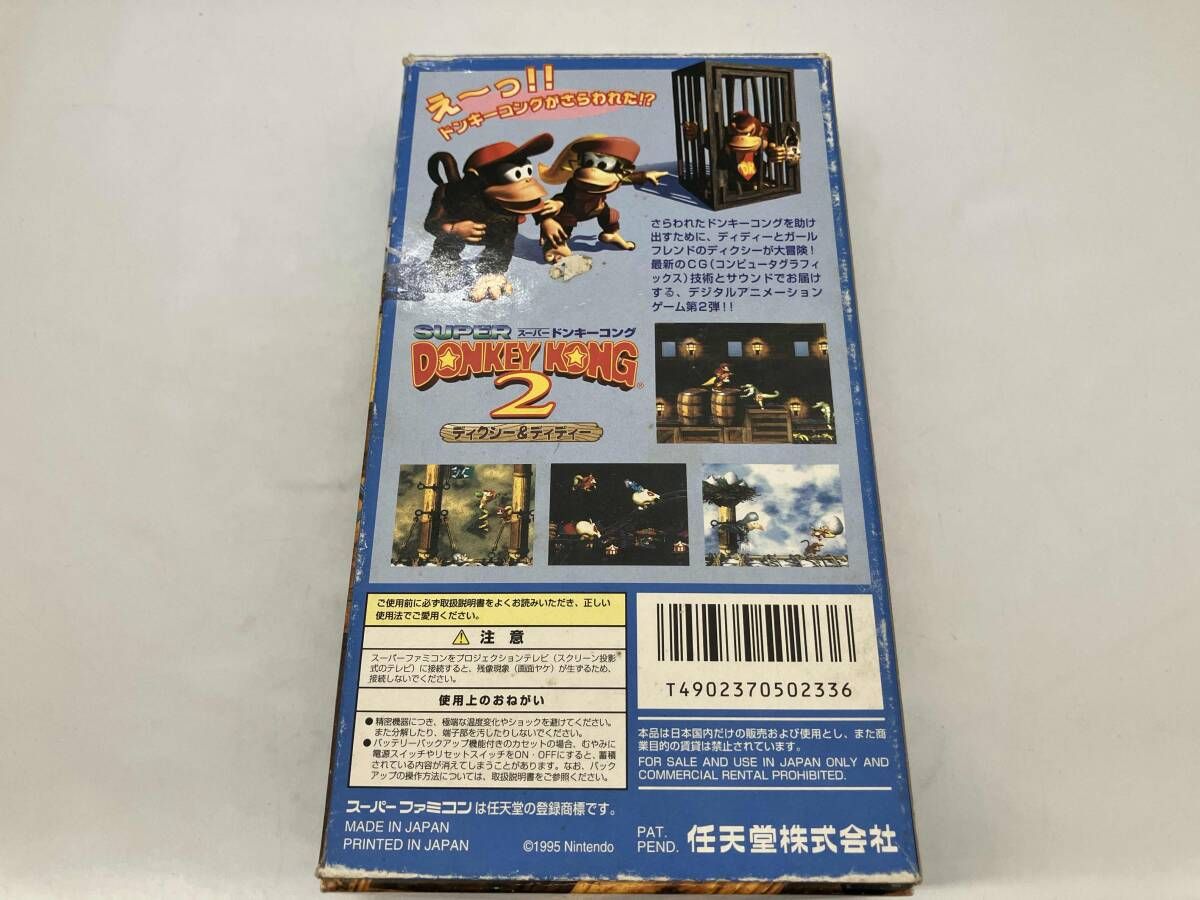 えーっ!!
ドンキーコングがさらわれた!?
さらわれたドンキーコングを助け
出すために、ディディーとガール
フレンドのディクシーが大冒険!
最新のCG(コンピュータグラフィ
ックス)技術とサウンドでお届け
する、デジタルアニメーション
ゲーム第2弾!!
SUPER スーパードンキーコング
DONKEY KONG®
2
ディクシー&ディディー
ご使用前に必ず取扱説明書をよくお読みいただき、正しい
使用法でご愛用ください。
⚠ 注意
スーパーファミコンをプロジェクションテレビ(スクリーン投影
式のテレビ)に接続すると、残像現象(画面ヤケ)が生ずるため、
接続しないでください。
使用上のおねがい
●精密機器につき、極端な温度変化やショックを避けてください。
また分解したり、端子部を汚したりしないでください。
●バッテリーバックアップ機能付きのカセットの場合、むやみに
電源スイッチやリセットスイッチをON・OFFにすると、蓄積
されている内容が消えてしまうことがあります。なお、バック
アップの操作方法については、取扱説明書をご参照ください。
T4902370502336
本品は日本国内だけの販売および使用とし、また商
業目的の賃貸は禁止されています。
FOR SALE AND USE IN JAPAN ONLY AND
COMMERCIAL RENTAL PROHIBITED.
スーパーファミコンは任天堂の登録商標です。
MADE IN JAPAN
PRINTED IN JAPAN
©1995 Nintendo
PAT.
PEND.
任天堂株式会社